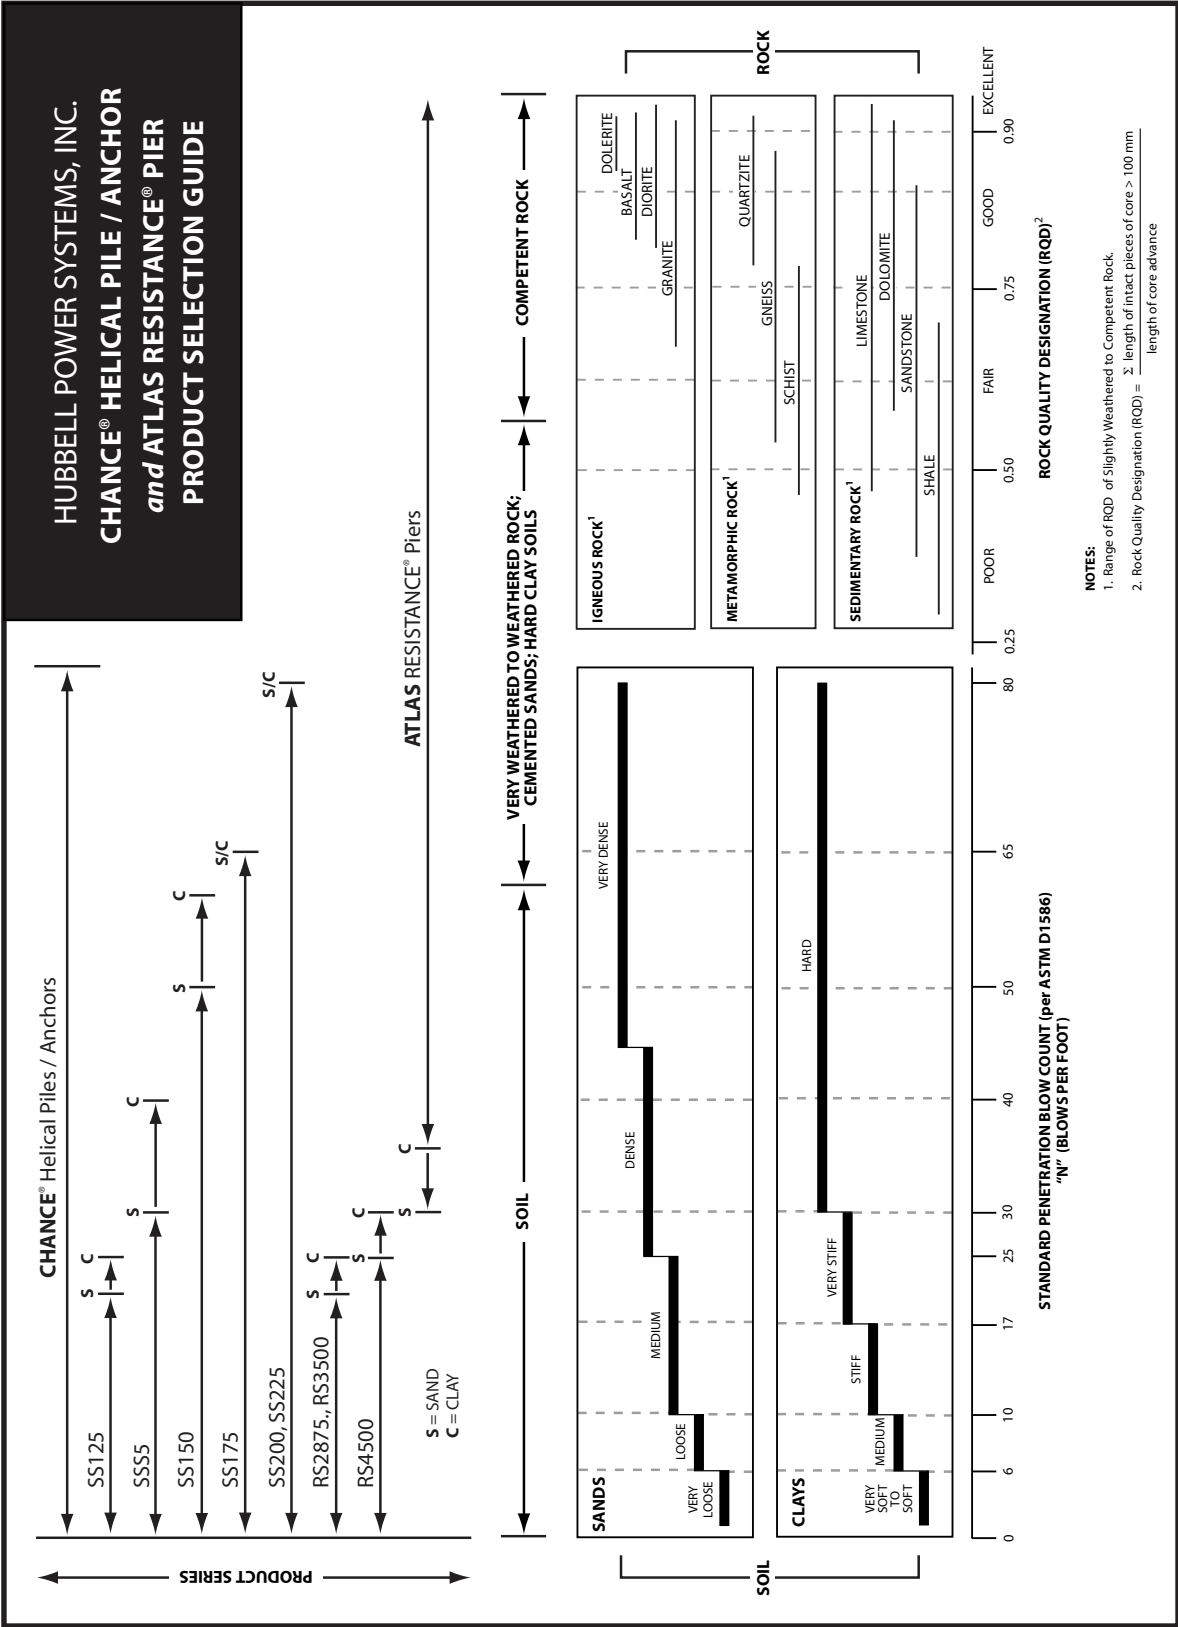 HUBBELL POWER SYSTEMS, INC.
CHANCE® HELICAL PILE / ANCHOR
and ATLAS RESISTANCE® PIER
PRODUCT SELECTION GUIDE
PRODUCT SERIES
CHANCE® Helical Piles / Anchors
SS125
S
C
SSS5
S
C
SS150
S
C
SS175
S/C
SS200, SS225
S/C
RS2875., RS3500
S
C
RS4500
S
C
ATLAS RESISTANCE® Piers
S
C
S = SAND
C = CLAY
SOIL
VERY WEATHERED TO WEATHERED ROCK;
CEMENTED SANDS; HARD CLAY SOILS
COMPETENT ROCK
SOIL
SANDS
VERY
LOOSE
LOOSE
MEDIUM
DENSE
VERY DENSE
CLAYS
VERY
SOFT
TO
SOFT
MEDIUM
STIFF
VERY STIFF
HARD
0
6
10
17
25
30
40
50
65
80
STANDARD PENETRATION BLOW COUNT (per ASTM D1586)
“N” (BLOWS PER FOOT)
ROCK
IGNEOUS ROCK1
GRANITE
DIORITE
BASALT
DOLERITE
METAMORPHIC ROCK1
SCHIST
GNEISS
QUARTZITE
SEDIMENTARY ROCK1
SHALE
SANDSTONE
LIMESTONE
DOLOMITE
POOR
FAIR
GOOD
EXCELLENT
0.25
0.50
0.75
0.90
ROCK QUALITY DESIGNATION (RQD)2
NOTES:
1. Range of RQD of Slightly Weathered to Competent Rock.
2. Rock Quality Designation (RQD) = Σ length of intact pieces of core > 100 mm
length of core advance